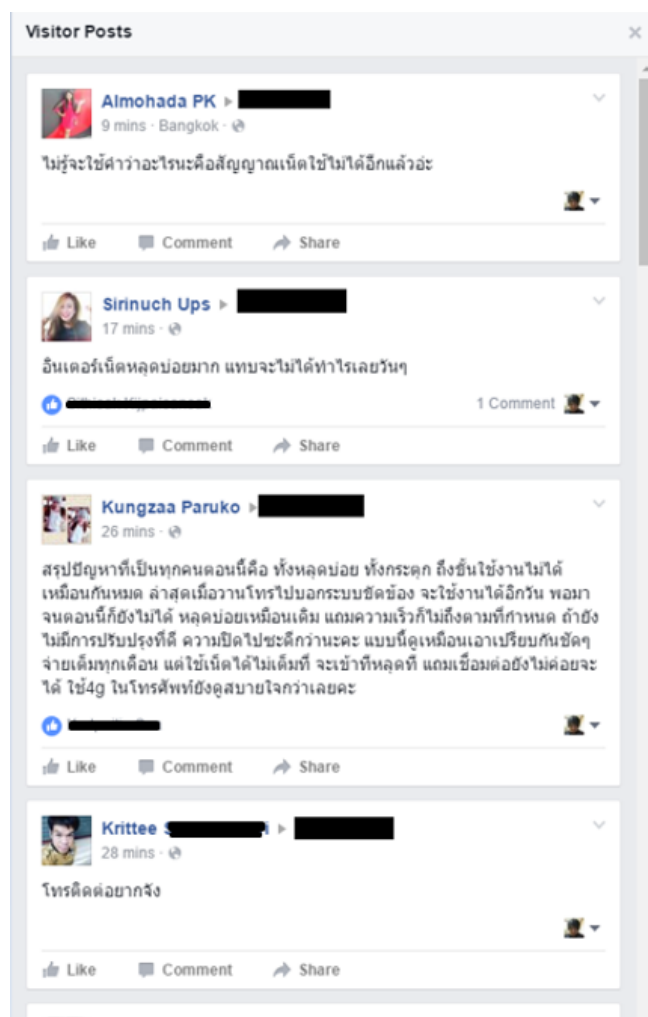 Visitor Posts
Almohada PK
9 mins · Bangkok ·
ไม่รู้จะใช้คำว่าอะไรนะคือสัญญาณเน็ตใช้ไม่ได้อีกแล้วอ่ะ
Like Comment Share
Sirinuch Ups
17 mins ·
อินเตอร์เน็ตหลุดบ่อยมาก แทบจะไม่ได้ทำไรเลยวันๆ
1 Comment
Like Comment Share
Kungzaa Paruko
26 mins ·
สรุปปัญหาที่เป็นทุกคนตอนนี้คือ ทั้งหลุดบ่อย ทั้งกระตุก ถึงขั้นใช้งานไม่ได้
เหมือนกันหมด ล่าสุดเมื่อวานโทรไปบอกระบบขัดข้อง จะใช้งานได้อีกวัน พอมา
จนตอนนี้ก็ยังไม่ได้ หลุดบ่อยเหมือนเดิม แถมความเร็วก็ไม่ถึงตามที่กำหนด ถ้ายัง
ไม่มีการปรับปรุงที่ดี ความปิดไปซะดีกว่านะคะ แบบนี้ดูเหมือนเอาเปรียบกันชัดๆ
จ่ายเต็มทุกเดือน แต่ใช้เน็ตได้ไม่เต็มที่ จะเข้าทีหลุดที แถมเชื่อมต่อยังไม่ค่อยจะ
ได้ ใช้4g ในโทรศัพท์ยังดูสบายใจกว่าเลยคะ
Like Comment Share
Krittee
28 mins ·
โทรติดต่อยากจัง
Like Comment Share